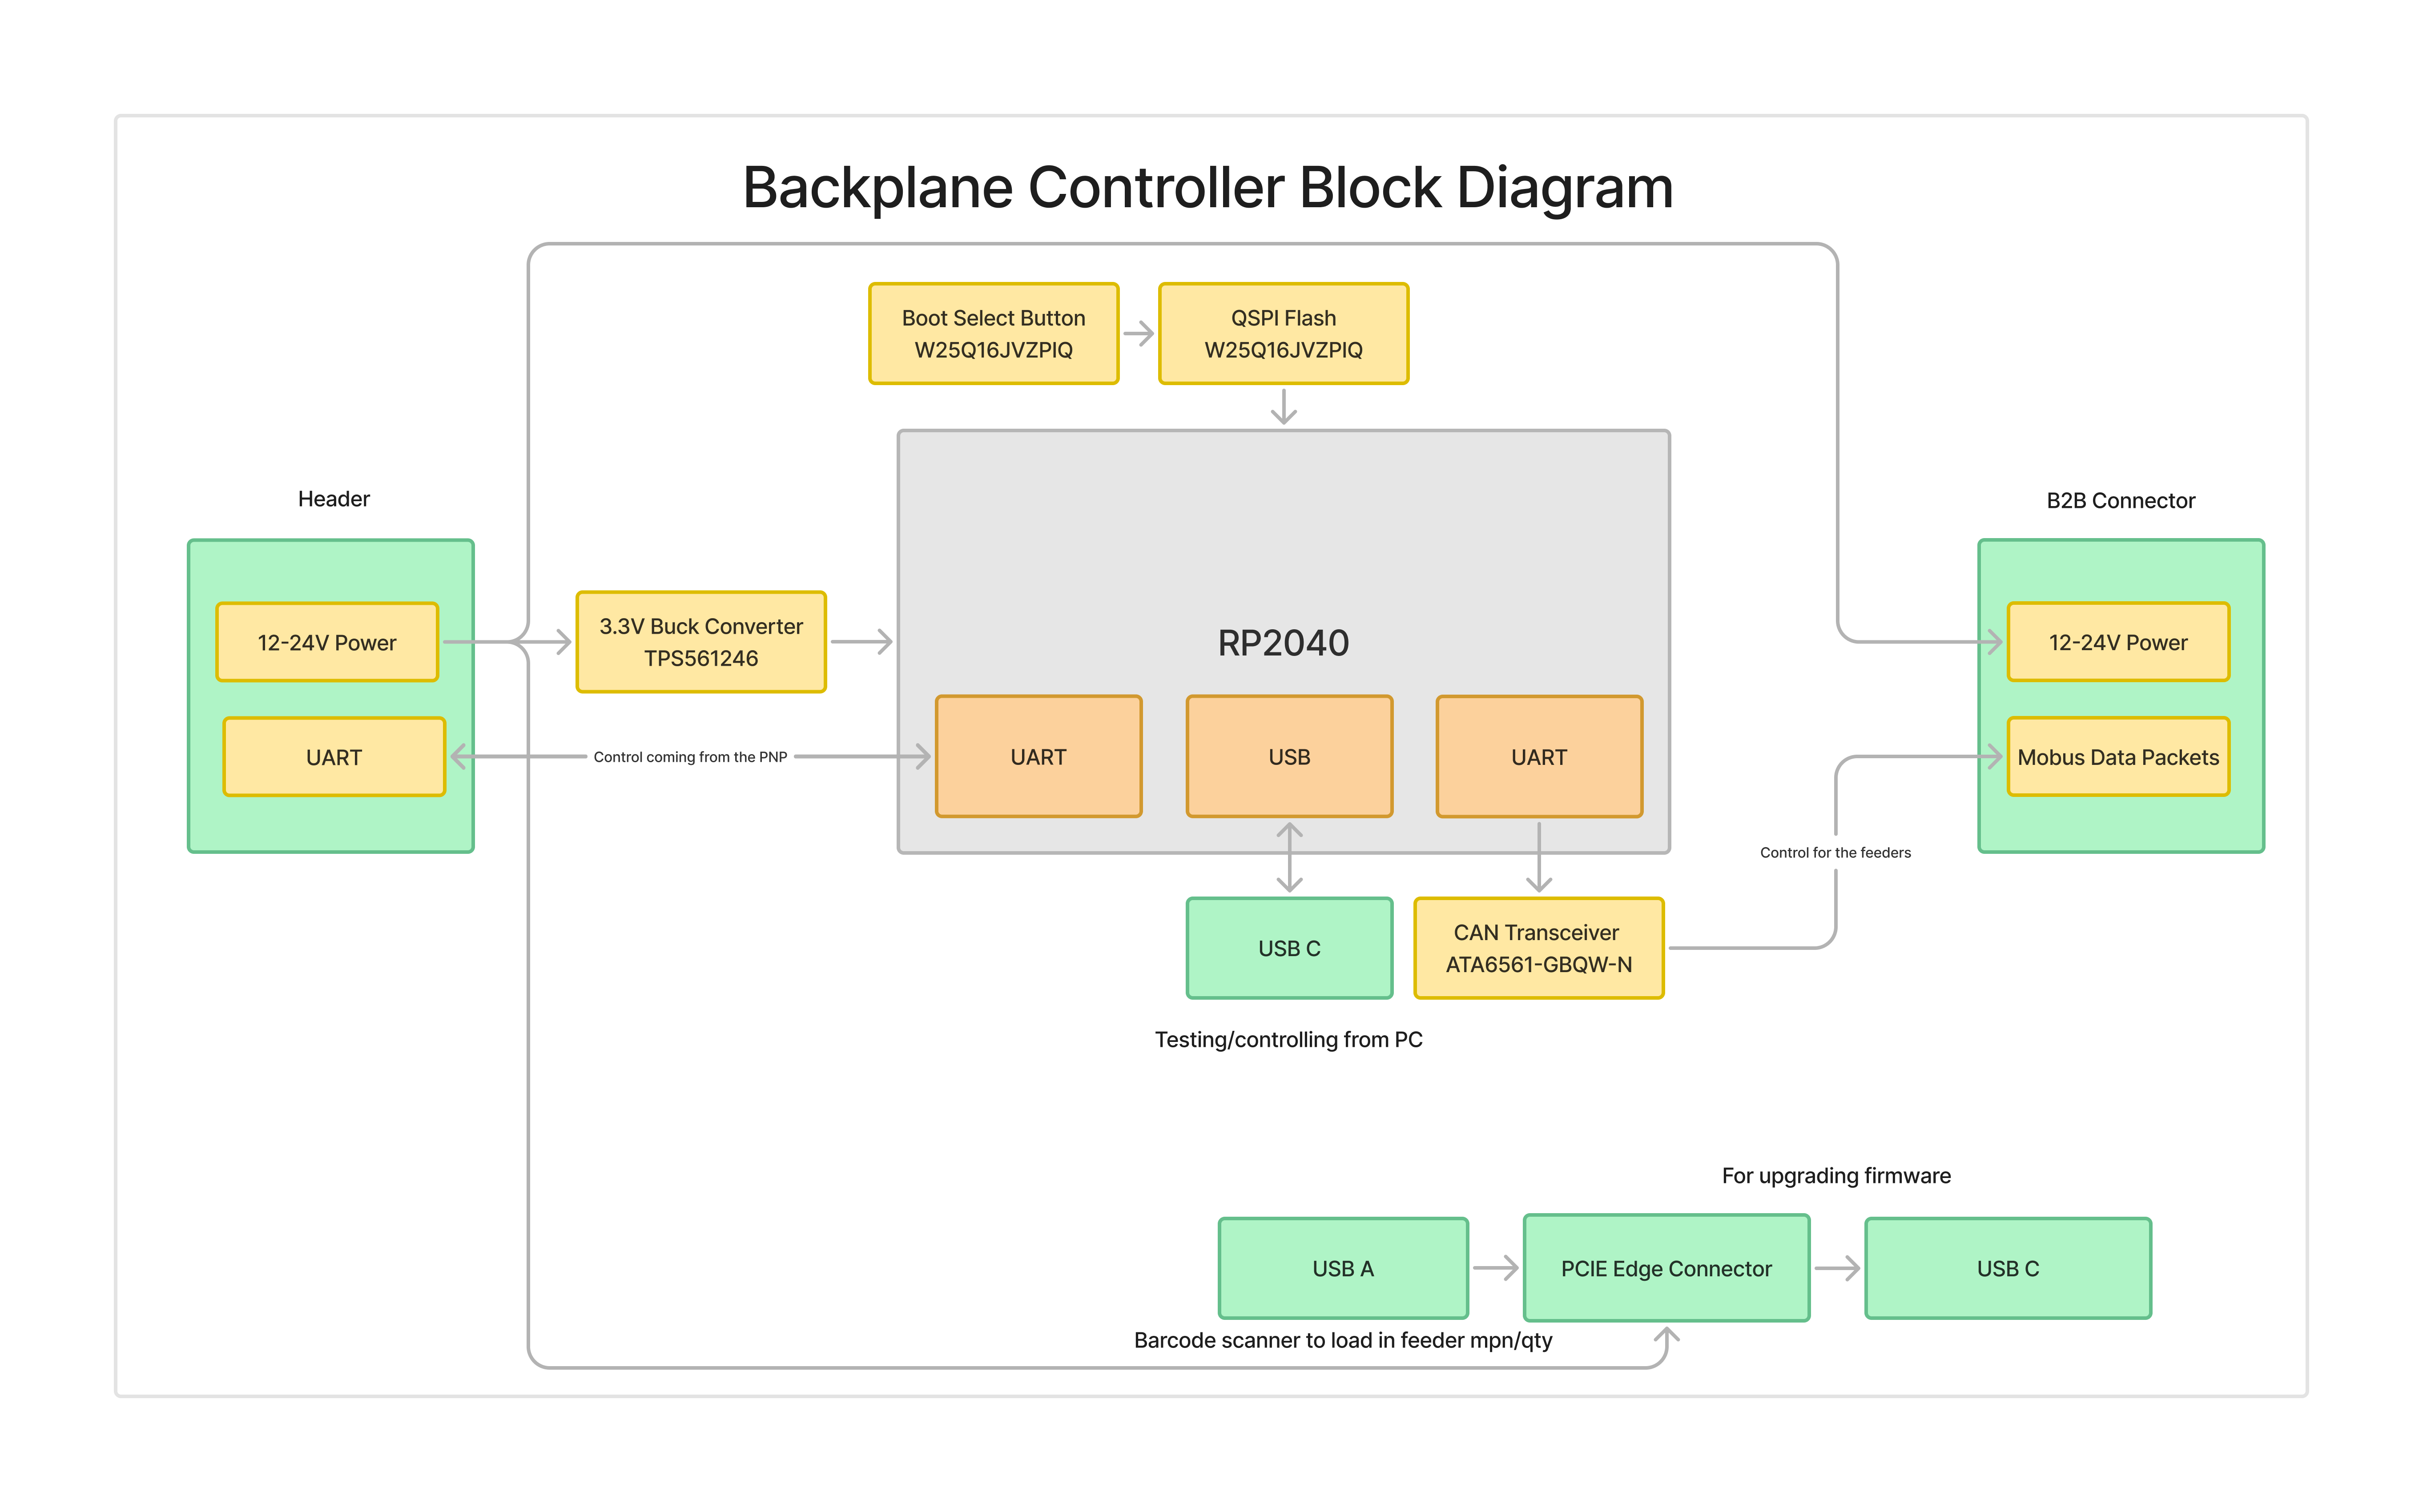 Backplane Controller Block Diagram
Boot Select Button
W25Q16JVZPIQ
QSPI Flash
W25Q16JVZPIQ
Header
12-24V Power
UART
3.3V Buck Converter
TPS561246
Control coming from the PNP
RP2040
UART
USB
UART
B2B Connector
12-24V Power
Mobus Data Packets
Control for the feeders
USB C
CAN Transceiver
ATA6561-GBQW-N
Testing/controlling from PC
For upgrading firmware
USB A
PCIE Edge Connector
USB C
Barcode scanner to load in feeder mpn/qty